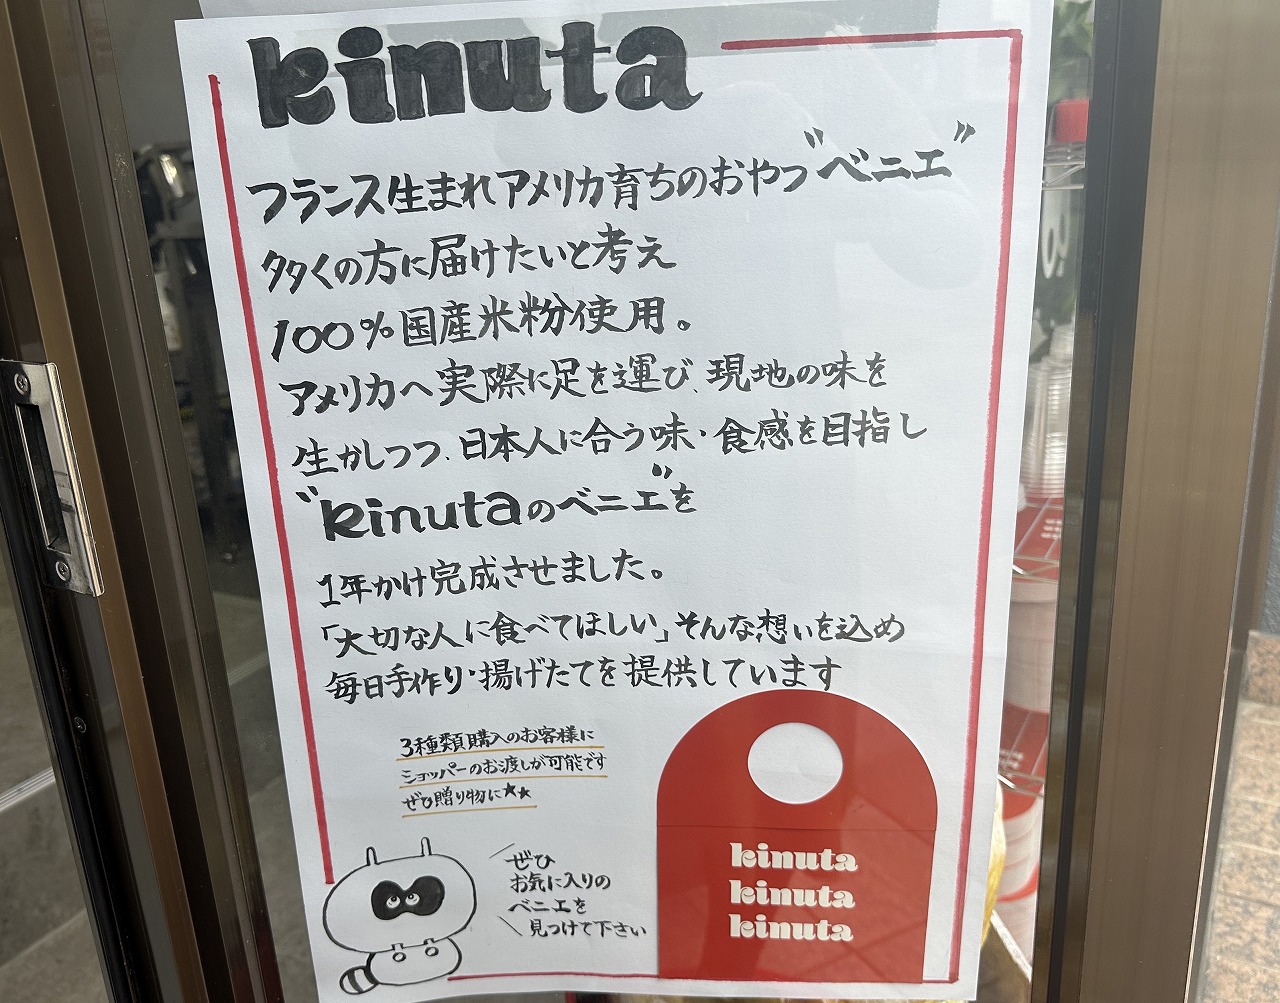 kinuta
フランス生まれアメリカ育ちのおやつ"ベニエ"
多くの方に届けたいと考え
100%国産米粉使用。
アメリカへ実際に足を運び、現地の味を
生かしつつ、日本人に合う味・食感を目指し
"kinutaのベニエ"を
1年かけ完成させました。
「大切な人に食べてほしい」そんな想いを込め
毎日手作り・揚げたてを提供しています
3種類購入のお客様に
ショッパーのお渡しが可能です
ぜひ贈り物に★★
ぜひ
お気に入りの
ベニエを
見つけて下さい
kinuta
kinuta
kinuta